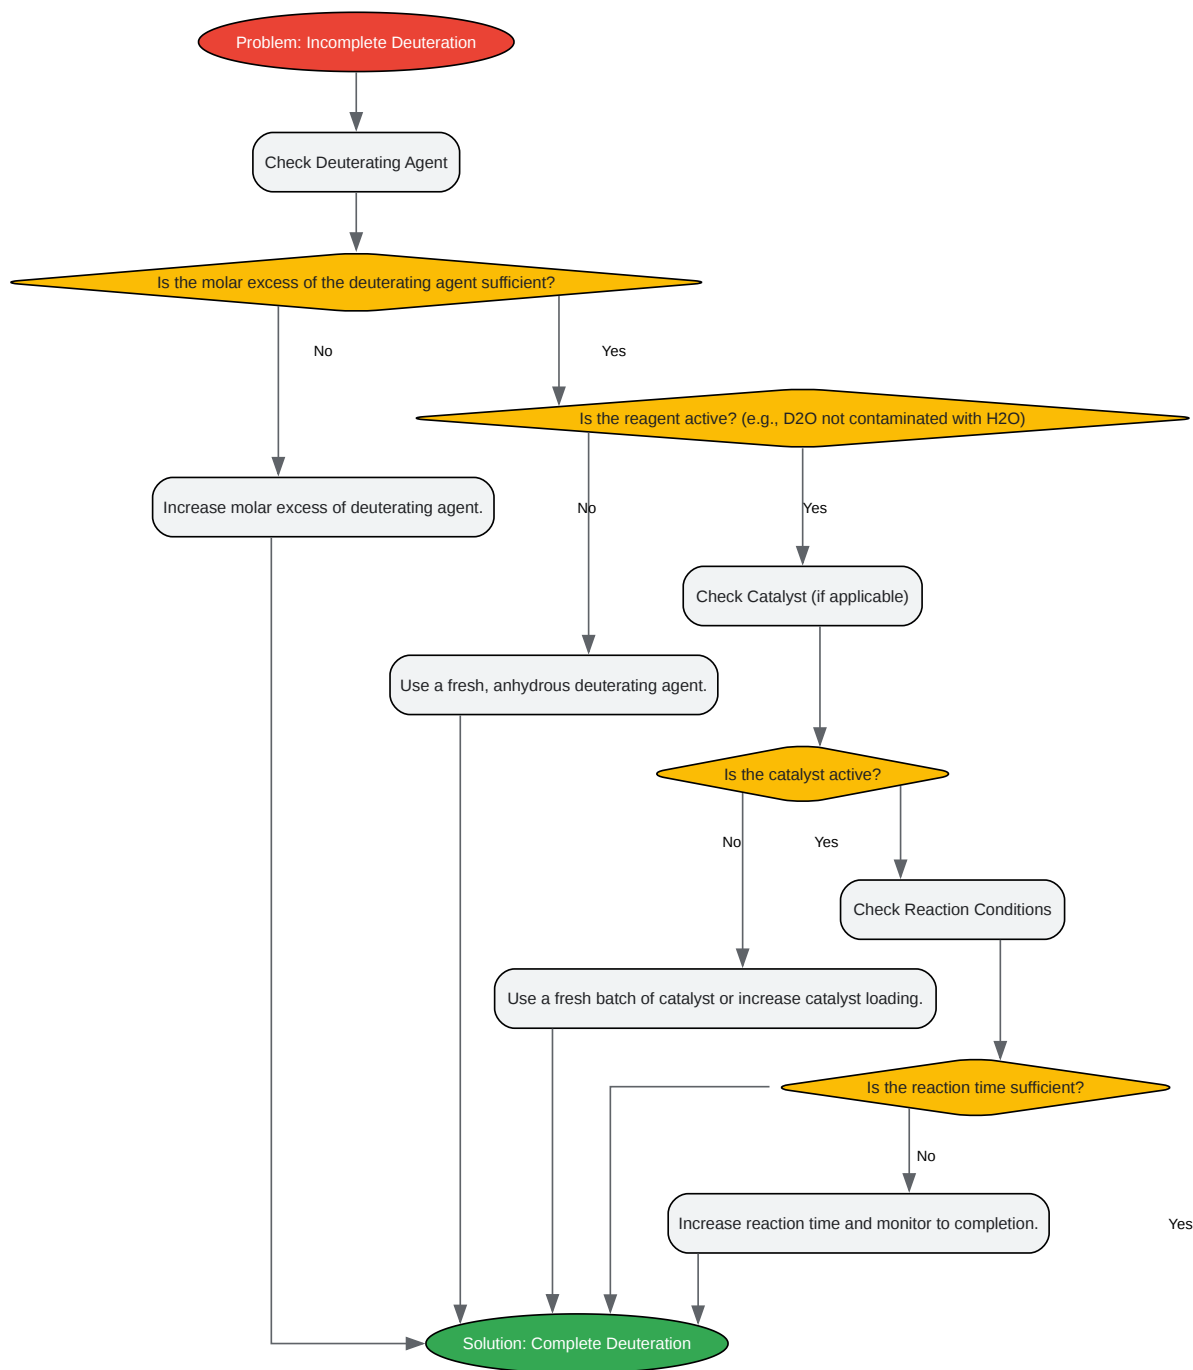 Problem: Incomplete Deuteration
Check Deuterating Agent
Is the molar excess of the deuterating agent sufficient?
No
Yes
Is the reagent active? (e.g., D2O not contaminated with H2O)
Increase molar excess of deuterating agent.
No
Yes
Check Catalyst (if applicable)
Use a fresh, anhydrous deuterating agent.
Is the catalyst active?
No
Yes
Check Reaction Conditions
Use a fresh batch of catalyst or increase catalyst loading.
Is the reaction time sufficient?
No
Increase reaction time and monitor to completion.
Yes
Solution: Complete Deuteration